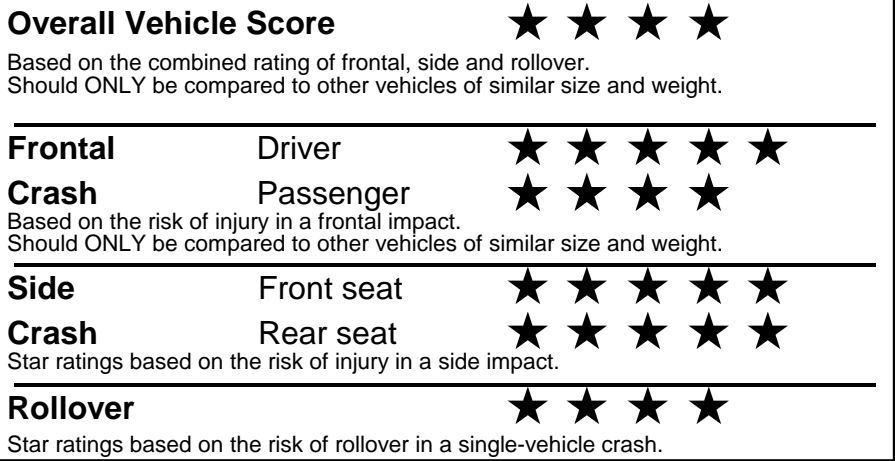 Overall Vehicle Score ★ ★ ★ ★
Based on the combined rating of frontal, side and rollover.
Should ONLY be compared to other vehicles of similar size and weight.
Frontal Driver ★ ★ ★ ★ ★
Crash Passenger ★ ★ ★ ★
Based on the risk of injury in a frontal impact.
Should ONLY be compared to other vehicles of similar size and weight.
Side Front seat ★ ★ ★ ★ ★
Crash Rear seat ★ ★ ★ ★ ★
Star ratings based on the risk of injury in a side impact.
Rollover ★ ★ ★ ★
Star ratings based on the risk of rollover in a single-vehicle crash.